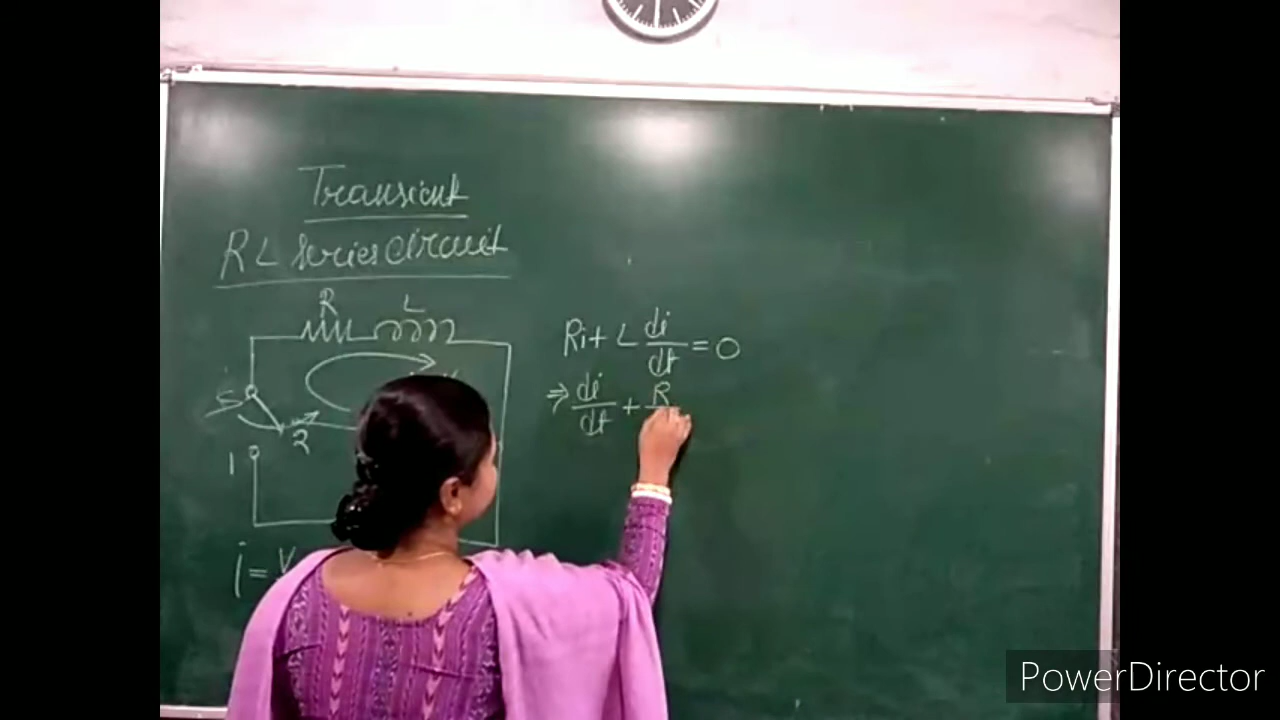 Transient
RL Series Circuit
R L
S
2
1
i = V
Ri + L di/dt = 0
⇒ di/dt + R
PowerDirector